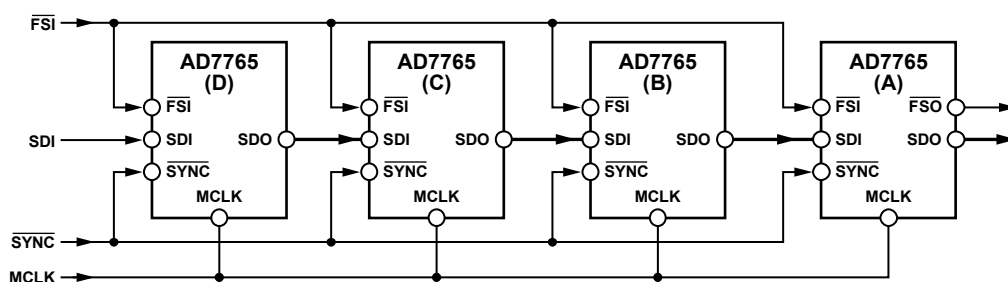 FSI
AD7765
(D)
AD7765
(C)
AD7765
(B)
AD7765
(A)
FSI
FSI
FSI
FSI
FSO
SDI
SDI
SDO
SDI
SDO
SDI
SDO
SDI
SDO
SYNC
SYNC
SYNC
SYNC
MCLK
MCLK
MCLK
MCLK
SYNC
MCLK